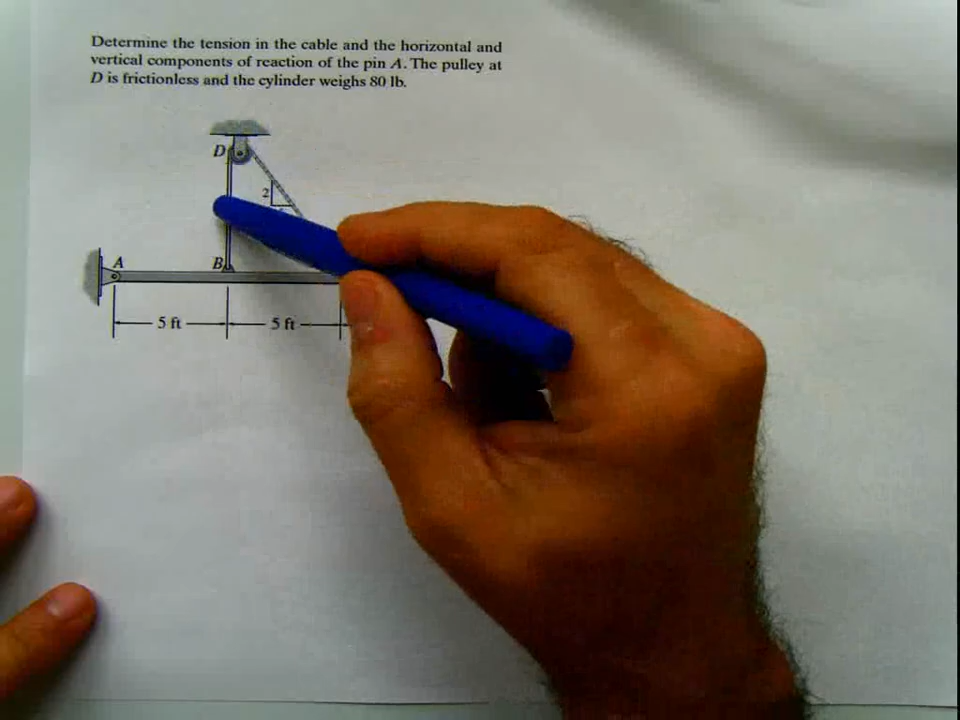 Determine the tension in the cable and the horizontal and
vertical components of reaction of the pin A. The pulley at
D is frictionless and the cylinder weighs 80 lb.
D
2
A
B
5 ft
5 ft